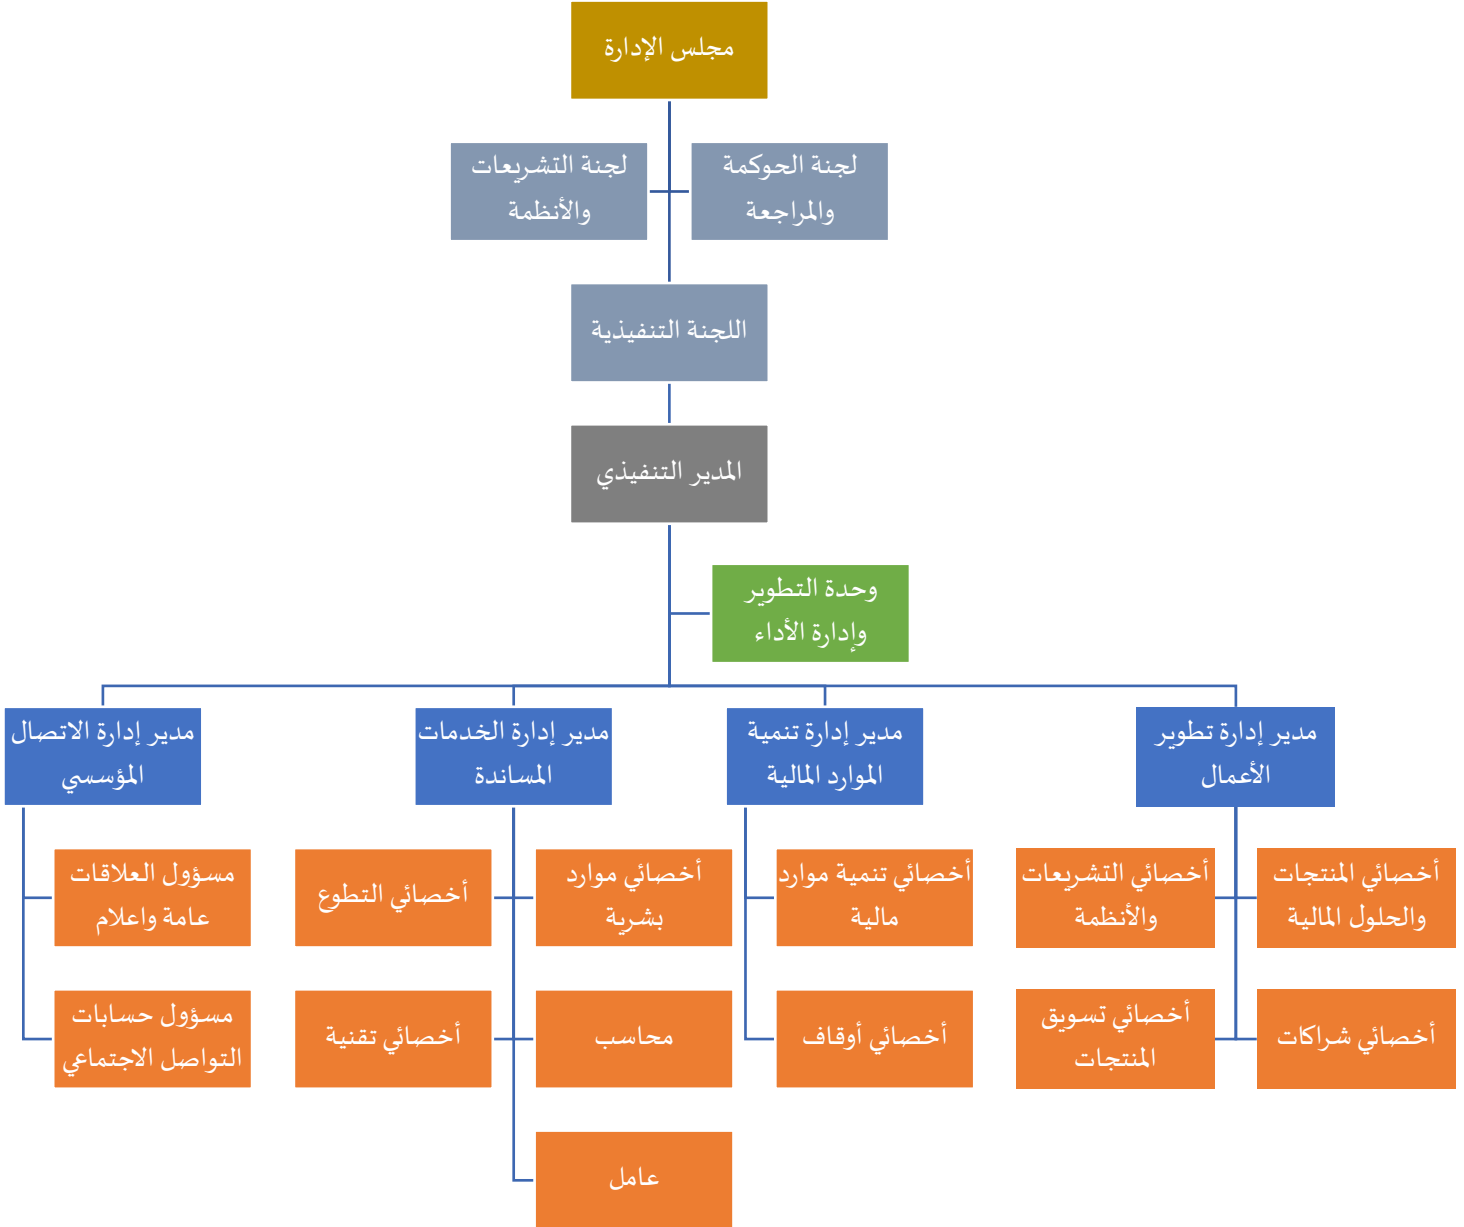 مجلس الإدارة
لجنة الحوكمة
والمراجعة
لجنة التشريعات
والأنظمة
اللجنة التنفيذية
المدير التنفيذي
وحدة التطوير
وإدارة الأداء
مدير إدارة تطوير
الأعمال
مدير إدارة تنمية
الموارد المالية
مدير إدارة الخدمات
المساندة
مدير إدارة الاتصال
المؤسسي
أخصائي المنتجات
والحلول المالية
أخصائي التشريعات
والأنظمة
أخصائي تنمية موارد
مالية
أخصائي موارد
بشرية
أخصائي التطوع
مسؤول العلاقات
عامة واعلام
أخصائي شراكات
أخصائي تسويق
المنتجات
أخصائي أوقاف
محاسب
أخصائي تقنية
مسؤول حسابات
التواصل الاجتماعي
عامل